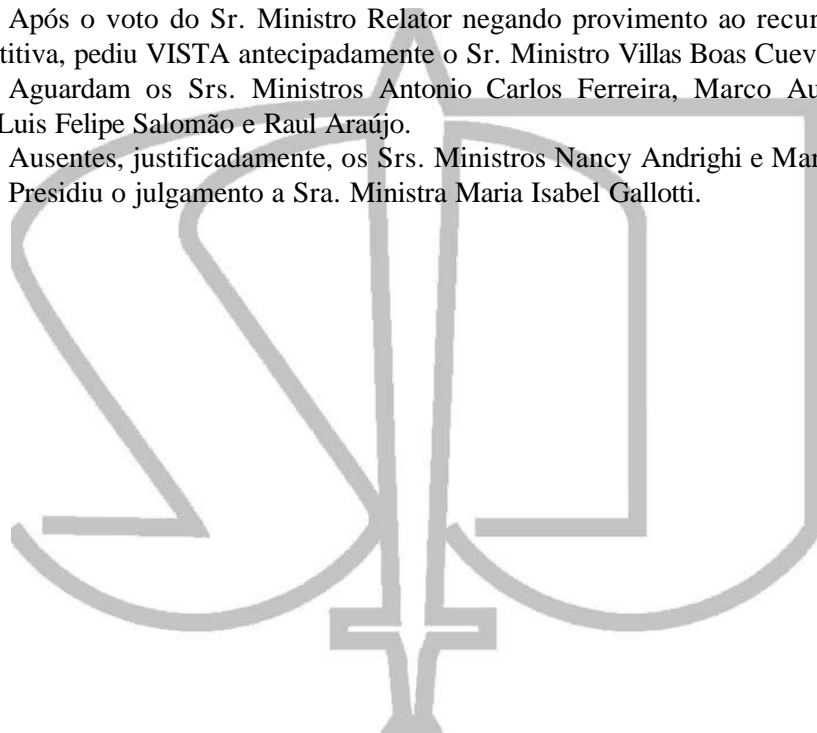 Após o voto do Sr. Ministro Relator negando provimento ao recur
titiva, pediu VISTA antecipadamente o Sr. Ministro Villas Boas Cuev
Aguardam os Srs. Ministros Antonio Carlos Ferreira, Marco Au
Luis Felipe Salomão e Raul Araújo.
Ausentes, justificadamente, os Srs. Ministros Nancy Andrighi e Mar
Presidiu o julgamento a Sra. Ministra Maria Isabel Gallotti.